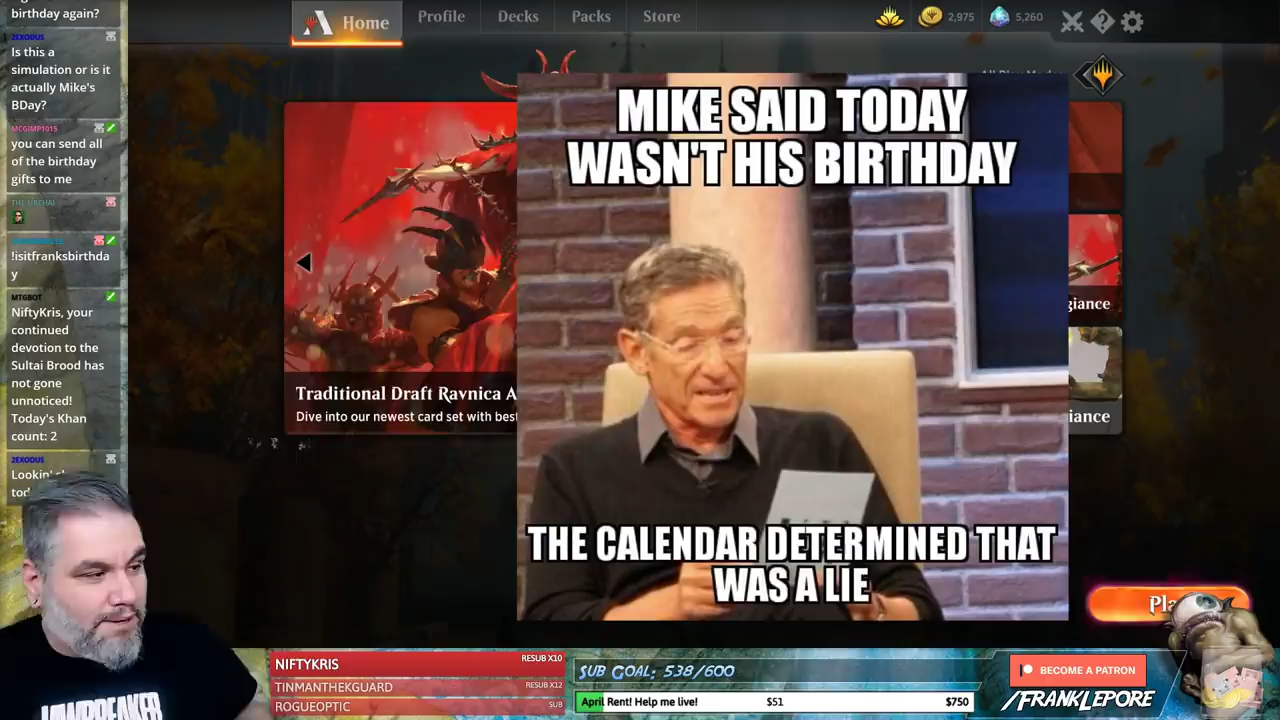 birthday again?
2EXODUS
Is this a
simulation or is it
actually Mike's
BDay?
MCGIMP1015
you can send all
of the birthday
gifts to me
!isitfranksbirthda
y
MTGBOT
NiftyKris, your
continued
devotion to the
Sultai Brood has
not gone
unnoticed!
Today's Khan
count: 2
2EXODUS
Lookin'
Home
Profile
Decks
Packs
Store
2,975
5,260
Traditional Draft Ravnica A
Dive into our newest card set with best
giance
iance
MIKE SAID TODAY
WASN'T HIS BIRTHDAY
THE CALENDAR DETERMINED THAT
WAS A LIE
LAWBREAKER
NIFTYKRIS
RESUB X10
TINMANTHEKGUARD
RESUB X12
ROGUEOPTIC
SUB
SUB GOAL: 538/600
April Rent! Help me live!
$51
$750
BECOME A PATRON
/FRANKLEPORE